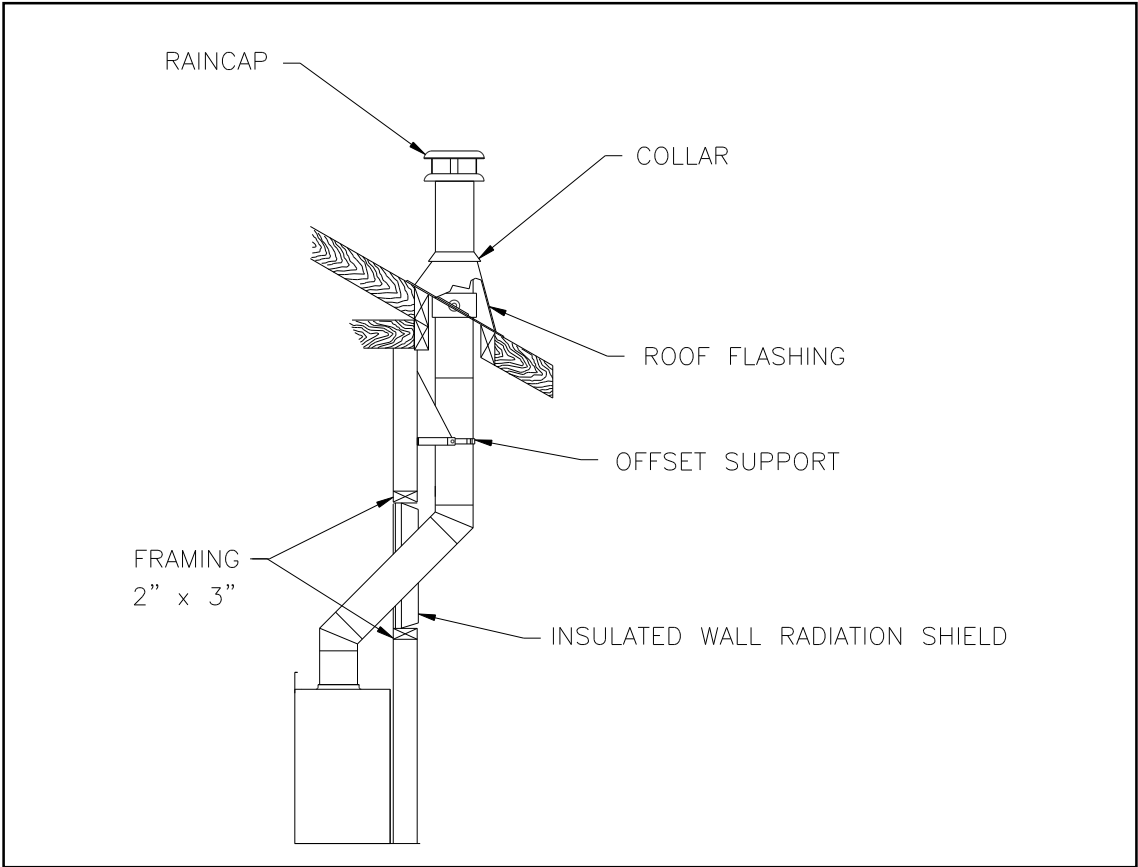 RAINCAP
COLLAR
ROOF FLASHING
OFFSET SUPPORT
FRAMING
2” x 3”
INSULATED WALL RADIATION SHIELD